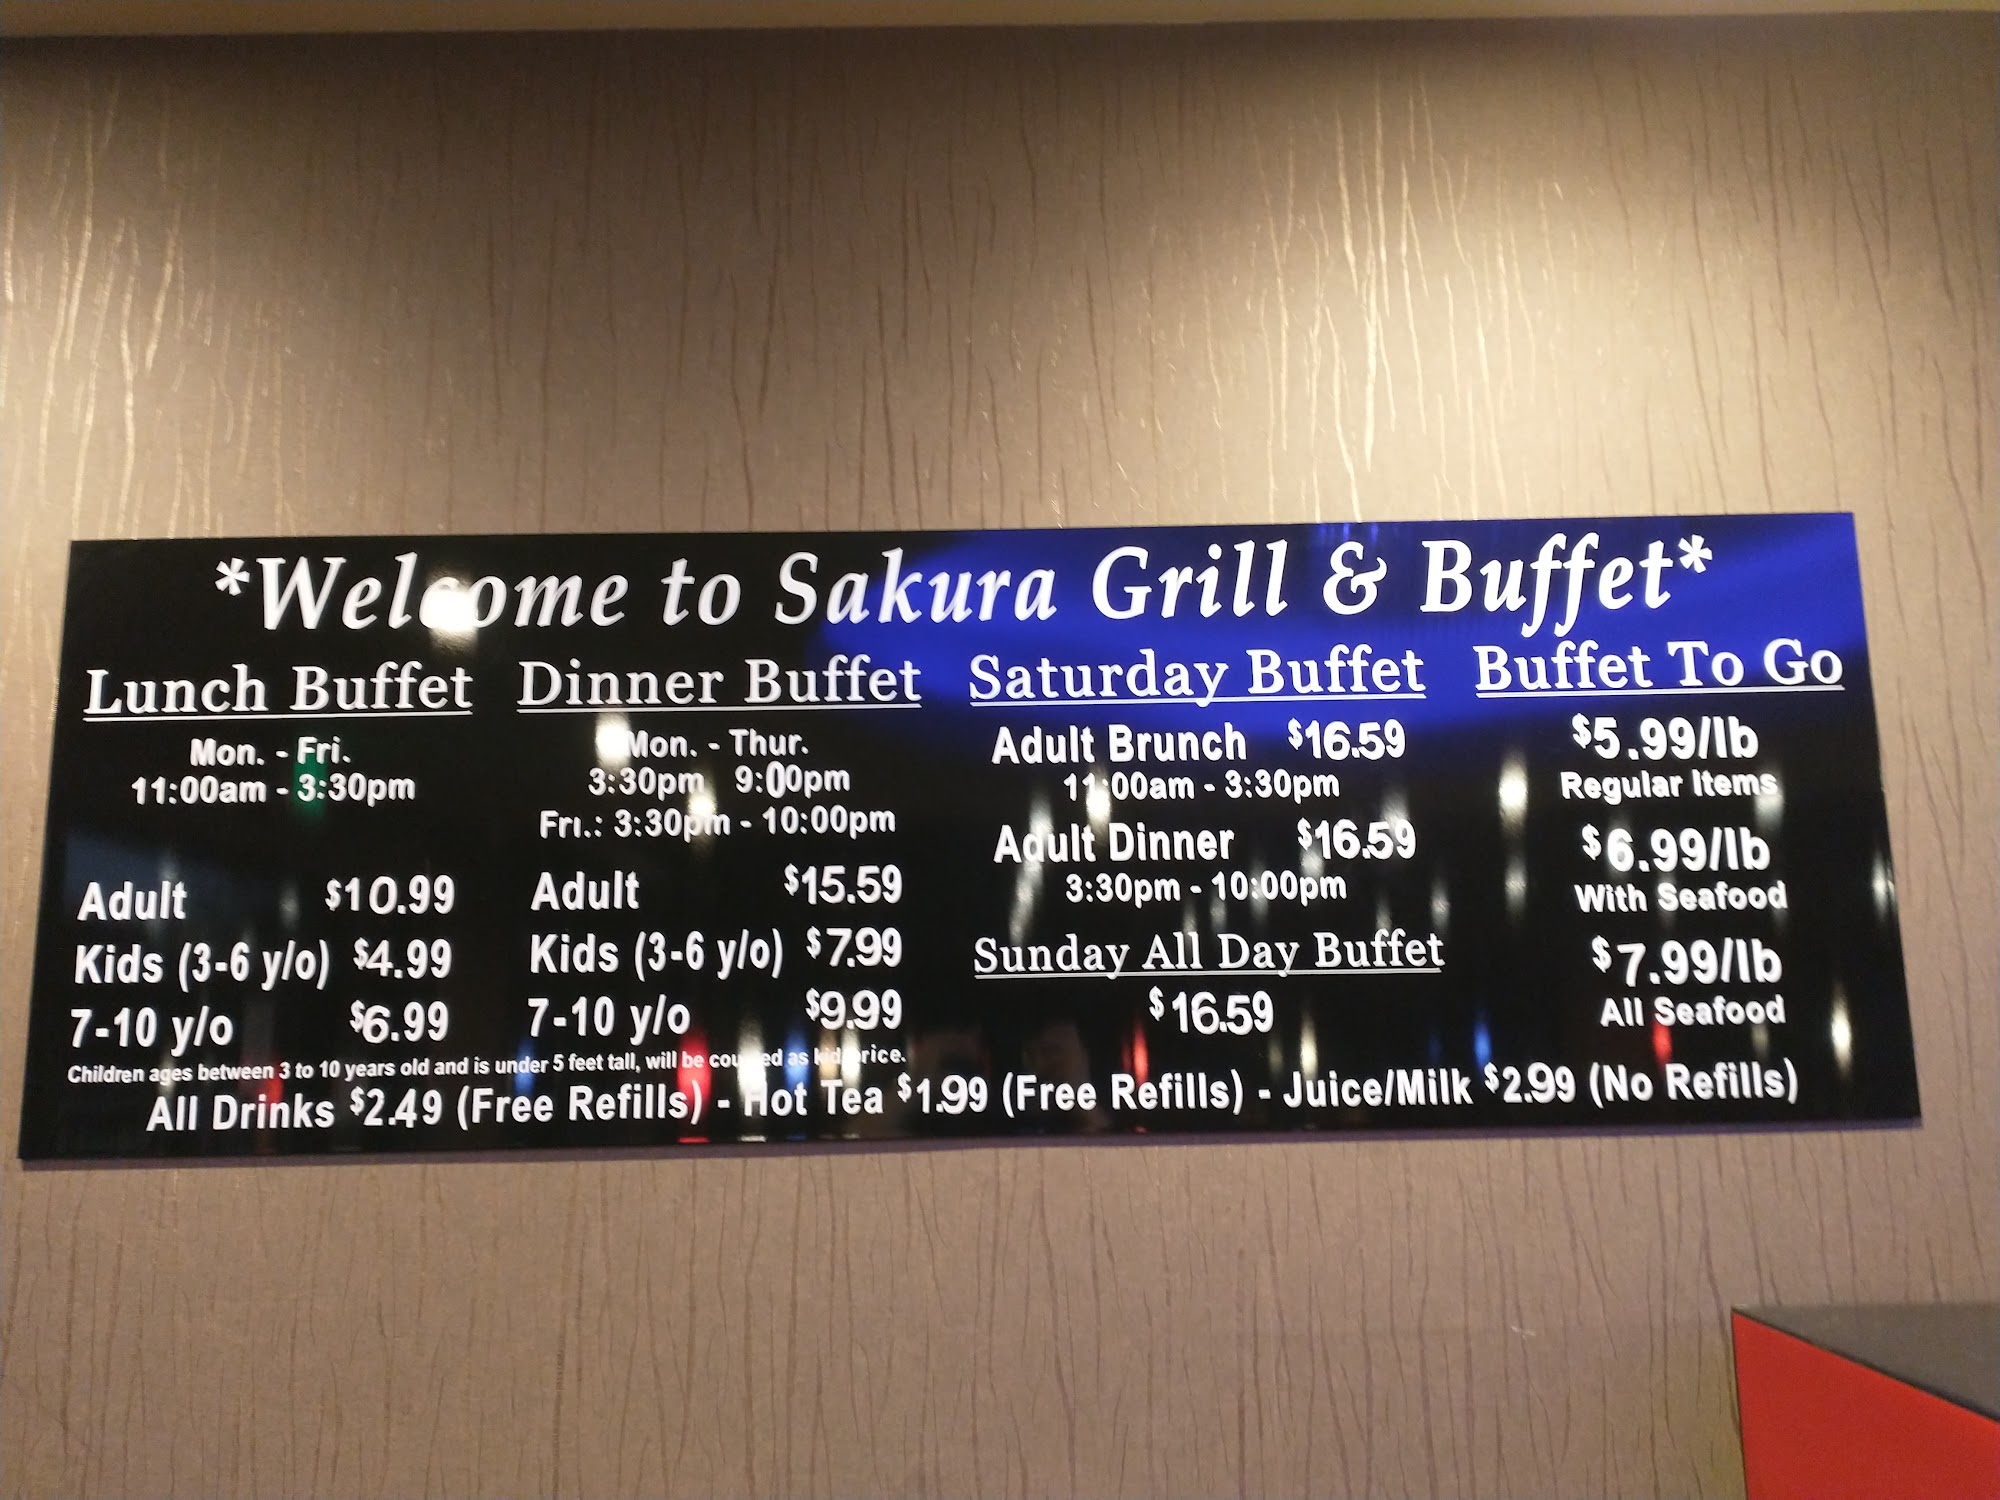 *Welcome to Sakura Grill & Buffet*
Lunch Buffet
Mon. - Fri.
11:00am - 3:30pm
Adult $10.99
Kids (3-6 y/o) $4.99
7-10 y/o $6.99
Dinner Buffet
Mon. - Thur.
3:30pm 9:00pm
Fri.: 3:30pm - 10:00pm
Adult $15.59
Kids (3-6 y/o) $7.99
7-10 y/o $9.99
Children ages between 3 to 10 years old and is under 5 feet tall, will be counted as kid price.
Saturday Buffet
Adult Brunch $16.59
11:00am - 3:30pm
Adult Dinner $16.59
3:30pm - 10:00pm
Sunday All Day Buffet
$16.59
Buffet To Go
$5.99/lb
Regular Items
$6.99/lb
With Seafood
$7.99/lb
All Seafood
All Drinks $2.49 (Free Refills) - Hot Tea $1.99 (Free Refills) - Juice/Milk $2.99 (No Refills)